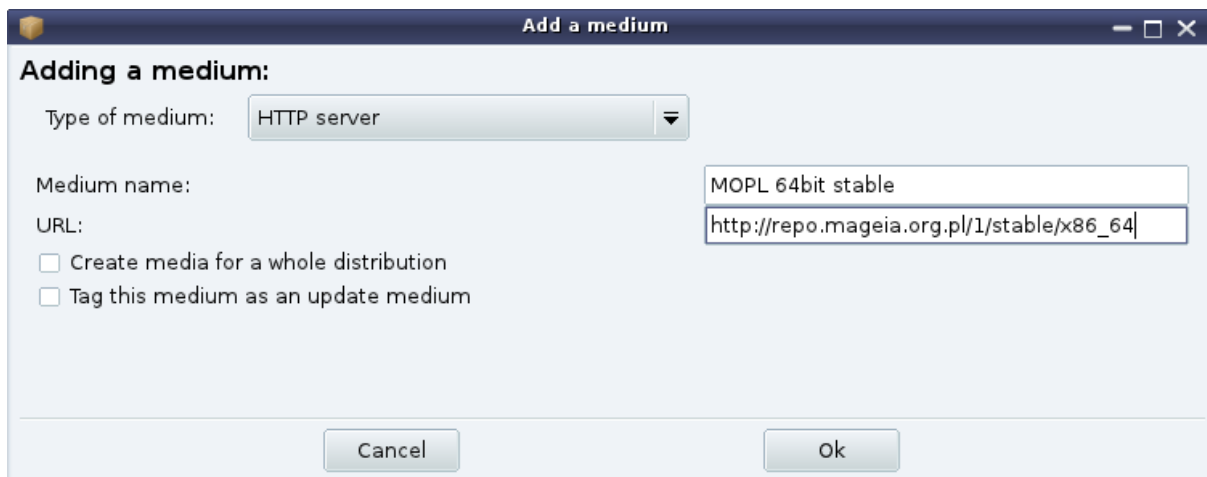 Add a medium
Adding a medium:
Type of medium: HTTP server
Medium name: MOPL 64bit stable
URL: http://repo.mageia.org.pl/1/stable/x86_64
Create media for a whole distribution
Tag this medium as an update medium
Cancel Ok